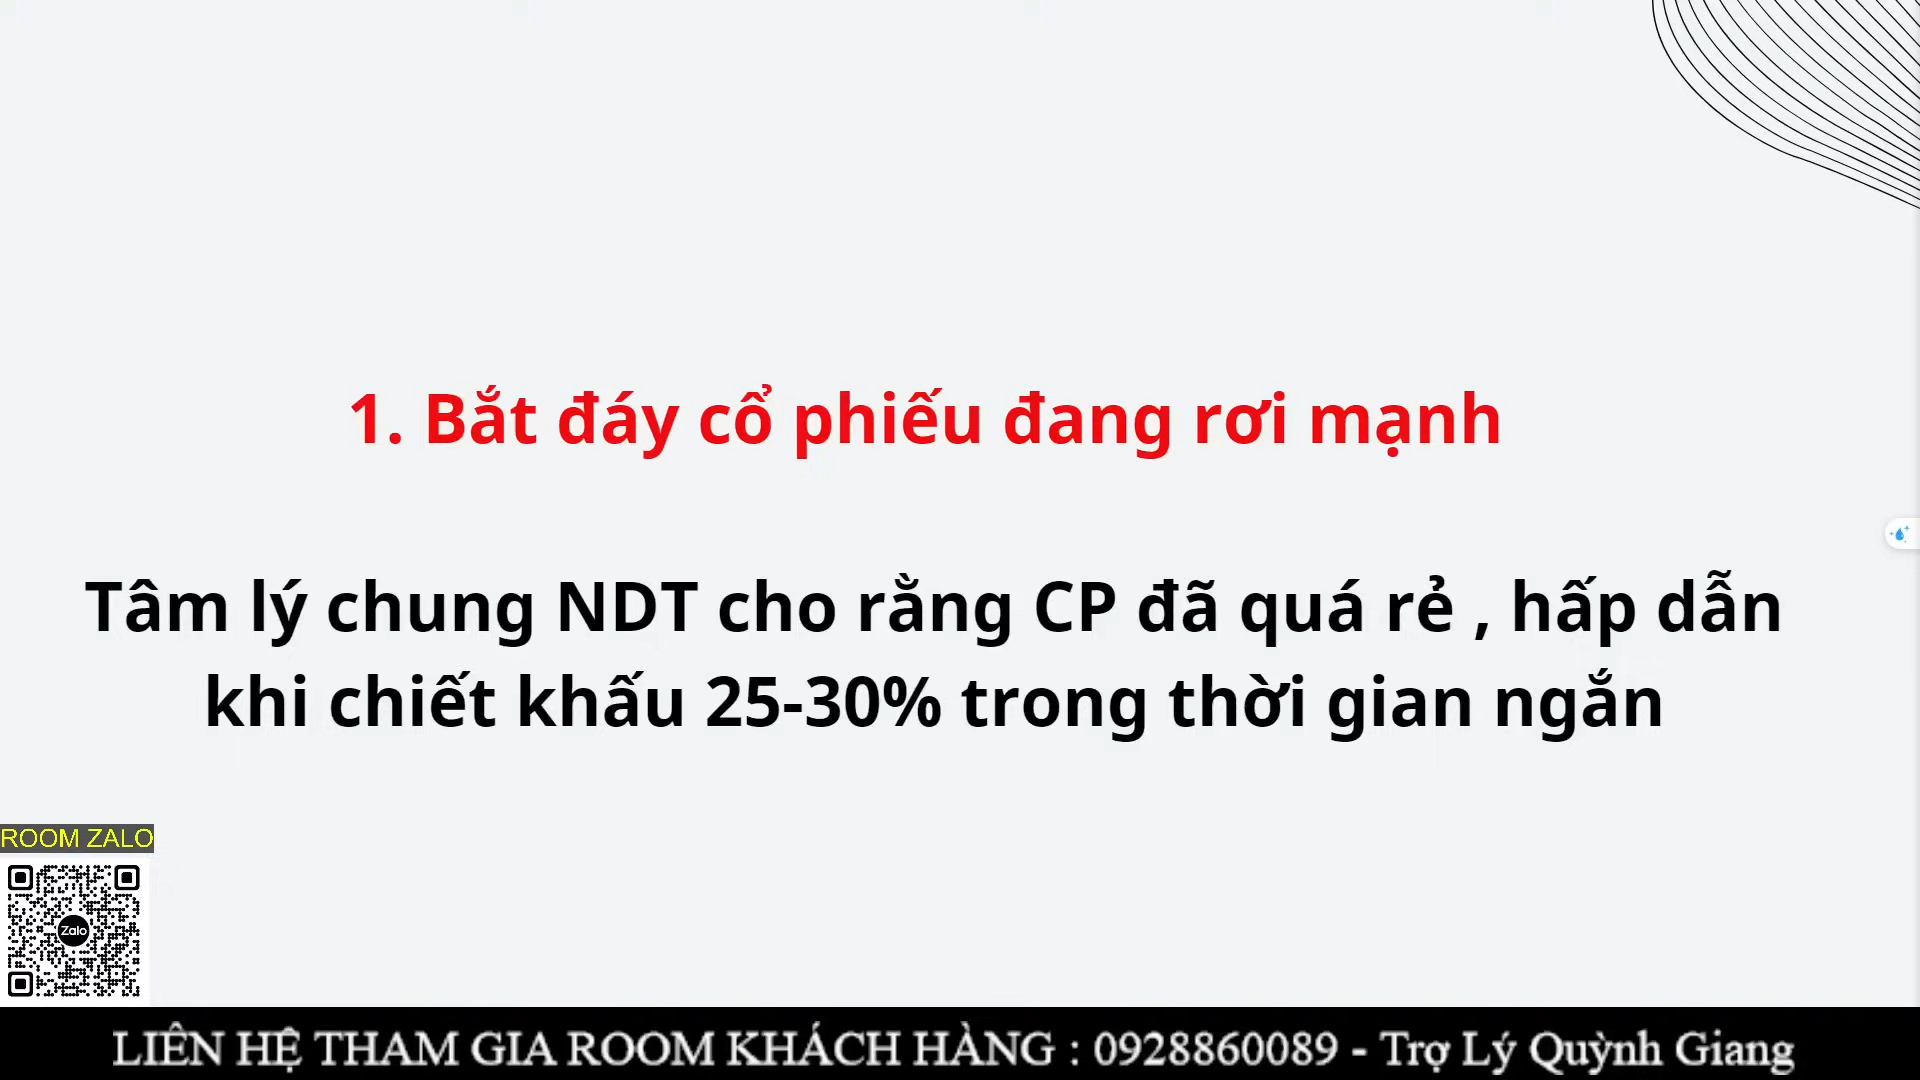 1. Bắt đáy cổ phiếu đang rơi mạnh
Tâm lý chung NDT cho rằng CP đã quá rẻ , hấp dẫn
khi chiết khấu 25-30% trong thời gian ngắn
ROOM ZALO
Zalo
LIÊN HỆ THAM GIA ROOM KHÁCH HÀNG : 0928860089 - Trợ Lý Quỳnh Giang